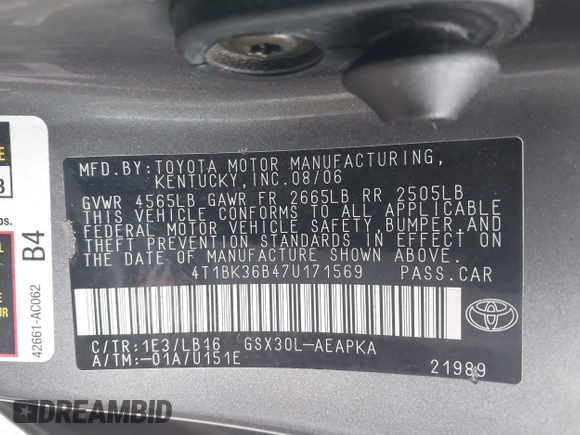 MFD.BY:TOYOTA MOTOR MANUFACTURING,
KENTUCKY,INC.08/06
GVWR 4565LB GAWR FR 2665LB RR 2505LB
THIS VEHICLE CONFORMS TO ALL APPLICABLE
FEDERAL MOTOR VEHICLE SAFETY,BUMPER,AND
THEFT PREVENTION STANDARDS IN EFFECT ON
THE DATE OF MANUFACTURE SHOWN ABOVE.
4T1BK36B47U171569 PASS.CAR
C/TR:1E3/LB46 GSX30L-AEAPKA
A/TM:-01A/U151E
21989
TOYOTA
B4
42661-AC062
DREAMBID